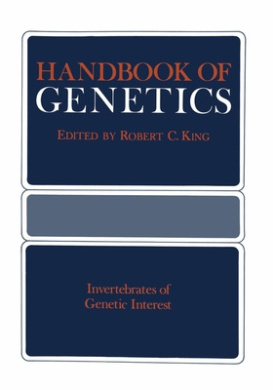 HANDBOOK OF
GENETICS
EDITED BY ROBERT C. KING
Invertebrates of
Genetic Interest